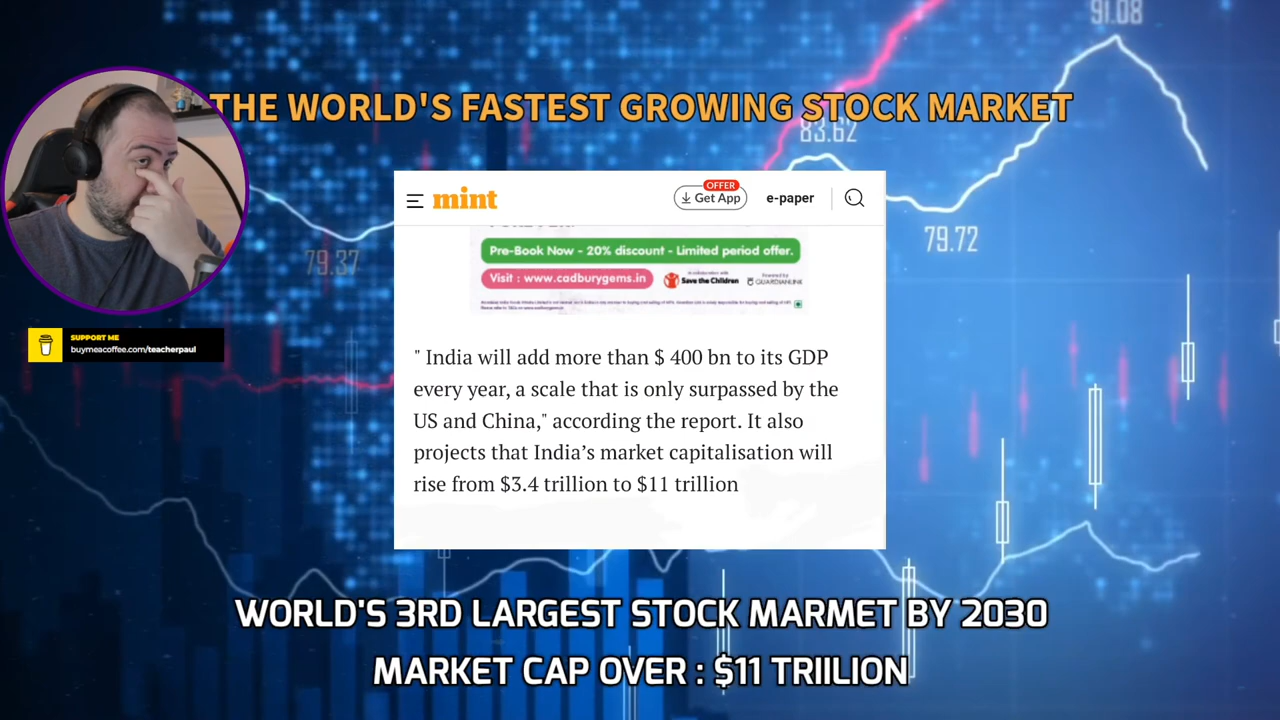 91.08
THE WORLD'S FASTEST GROWING STOCK MARKET
83.62
mint
OFFER
Get App
e-paper
79.72
79.37
Pre-Book Now - 20% discount - Limited period offer.
Visit : www.cadburygems.in
Save the Children
GUARDIANLINK
SUPPORT ME
buymeacoffee.com/teacherpaul
" India will add more than $ 400 bn to its GDP
every year, a scale that is only surpassed by the
US and China," according the report. It also
projects that India’s market capitalisation will
rise from $3.4 trillion to $11 trillion
WORLD'S 3RD LARGEST STOCK MARMET BY 2030
MARKET CAP OVER : $11 TRIILION